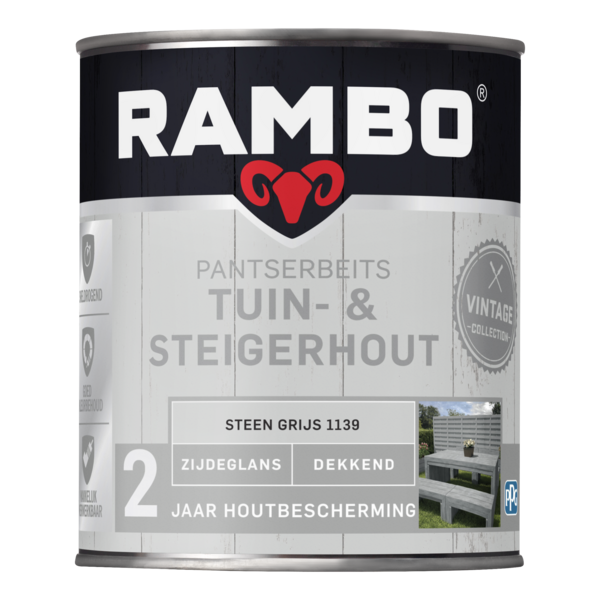 RAMBO®
PANTSERBEITS
TUIN- &
STEIGERHOUT
VINTAGE
COLLECTION
STEEN GRIJS 1139
ZIJDEGLANS
DEKKEND
2
JAAR HOUTBESCHERMING